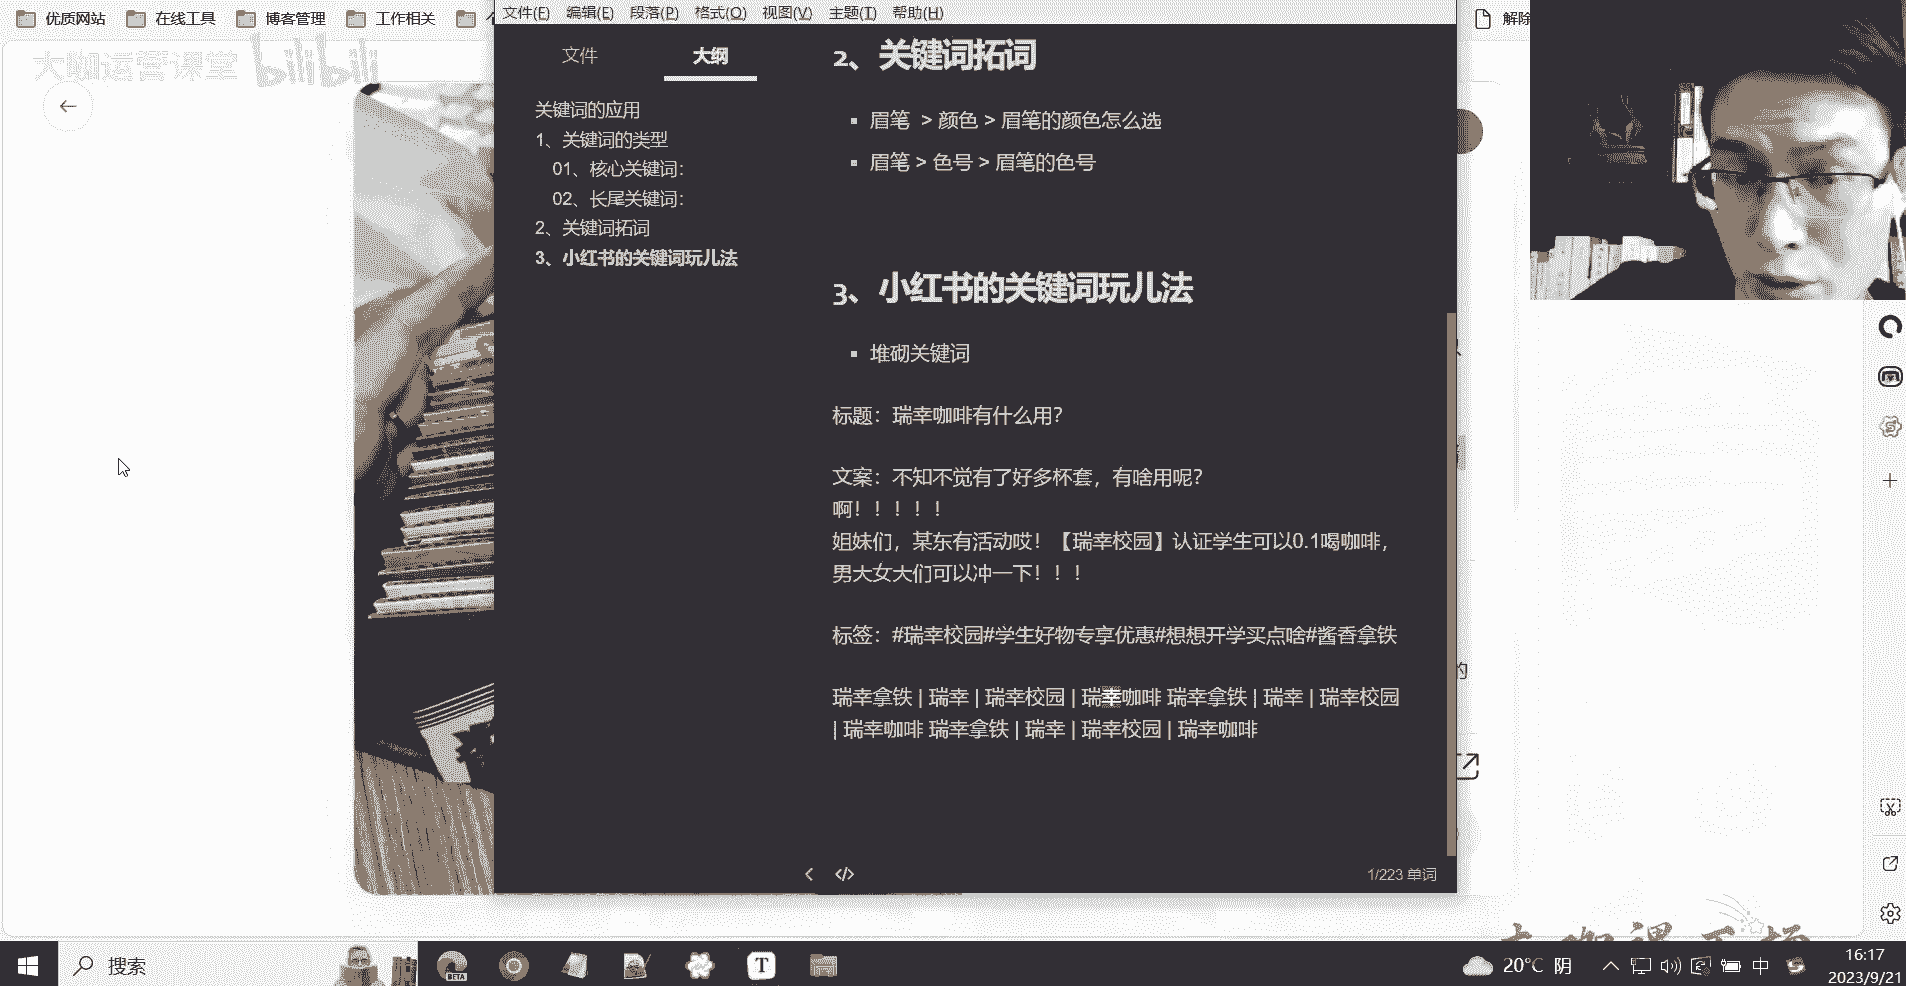 优质网站
在线工具
博客管理
工作相关
文件(F) 编辑(E) 段落(P) 格式(O) 视图(V) 主题(T) 帮助(H)
解除
大咖运营课堂 bilibili
文件 大纲
关键词的应用
1、关键词的类型
01、核心关键词：
02、长尾关键词：
2、关键词拓词
3、小红书的关键词玩儿法
2、关键词拓词
眉笔 > 颜色 > 眉笔的颜色怎么选
眉笔 > 色号 > 眉笔的色号
3、小红书的关键词玩儿法
堆砌关键词
标题：瑞幸咖啡有什么用？
文案：不知不觉有了好多杯套，有啥用呢？
啊！！！！！
姐妹们，某东有活动哎！【瑞幸校园】认证学生可以0.1喝咖啡，
男大女大们可以冲一下！！！
标签：#瑞幸校园#学生好物专享优惠#想想开学买点啥#酱香拿铁
瑞幸拿铁 | 瑞幸 | 瑞幸校园 | 瑞幸咖啡 瑞幸拿铁 | 瑞幸 | 瑞幸校园
| 瑞幸咖啡 瑞幸拿铁 | 瑞幸 | 瑞幸校园 | 瑞幸咖啡
的
1/223 单词
搜索
BETA
T
20°C 阴
中
16:17
2023/9/21